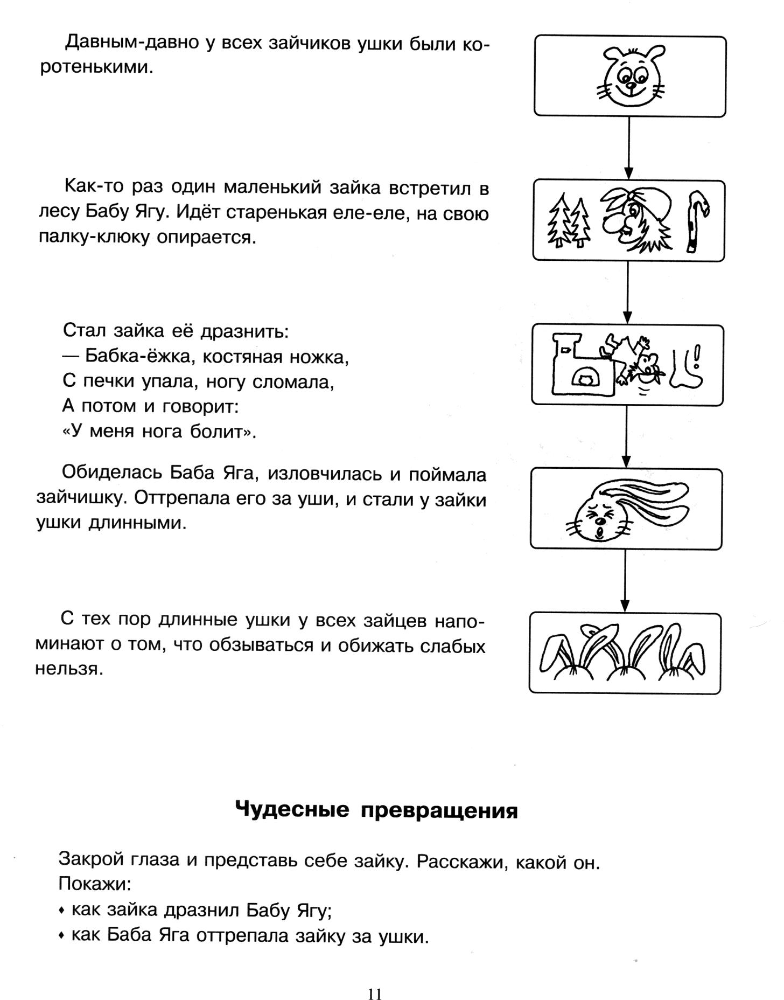 Давным-давно у всех зайчиков ушки были ко-
ротенькими.
Как-то раз один маленький зайка встретил в
лесу Бабу Ягу. Идёт старенькая еле-еле, на свою
палку-клюку опирается.
Стал зайка её дразнить:
— Бабка-ёжка, костяная ножка,
С печки упала, ногу сломала,
А потом и говорит:
«У меня нога болит».
Обиделась Баба Яга, изловчилась и поймала
зайчишку. Оттрепала его за уши, и стали у зайки
ушки длинными.
С тех пор длинные ушки у всех зайцев напо-
минают о том, что обзываться и обижать слабых
нельзя.
Чудесные превращения
Закрой глаза и представь себе зайку. Расскажи, какой он.
Покажи:
♦ как зайка дразнил Бабу Ягу;
♦ как Баба Яга оттрепала зайку за ушки.
11